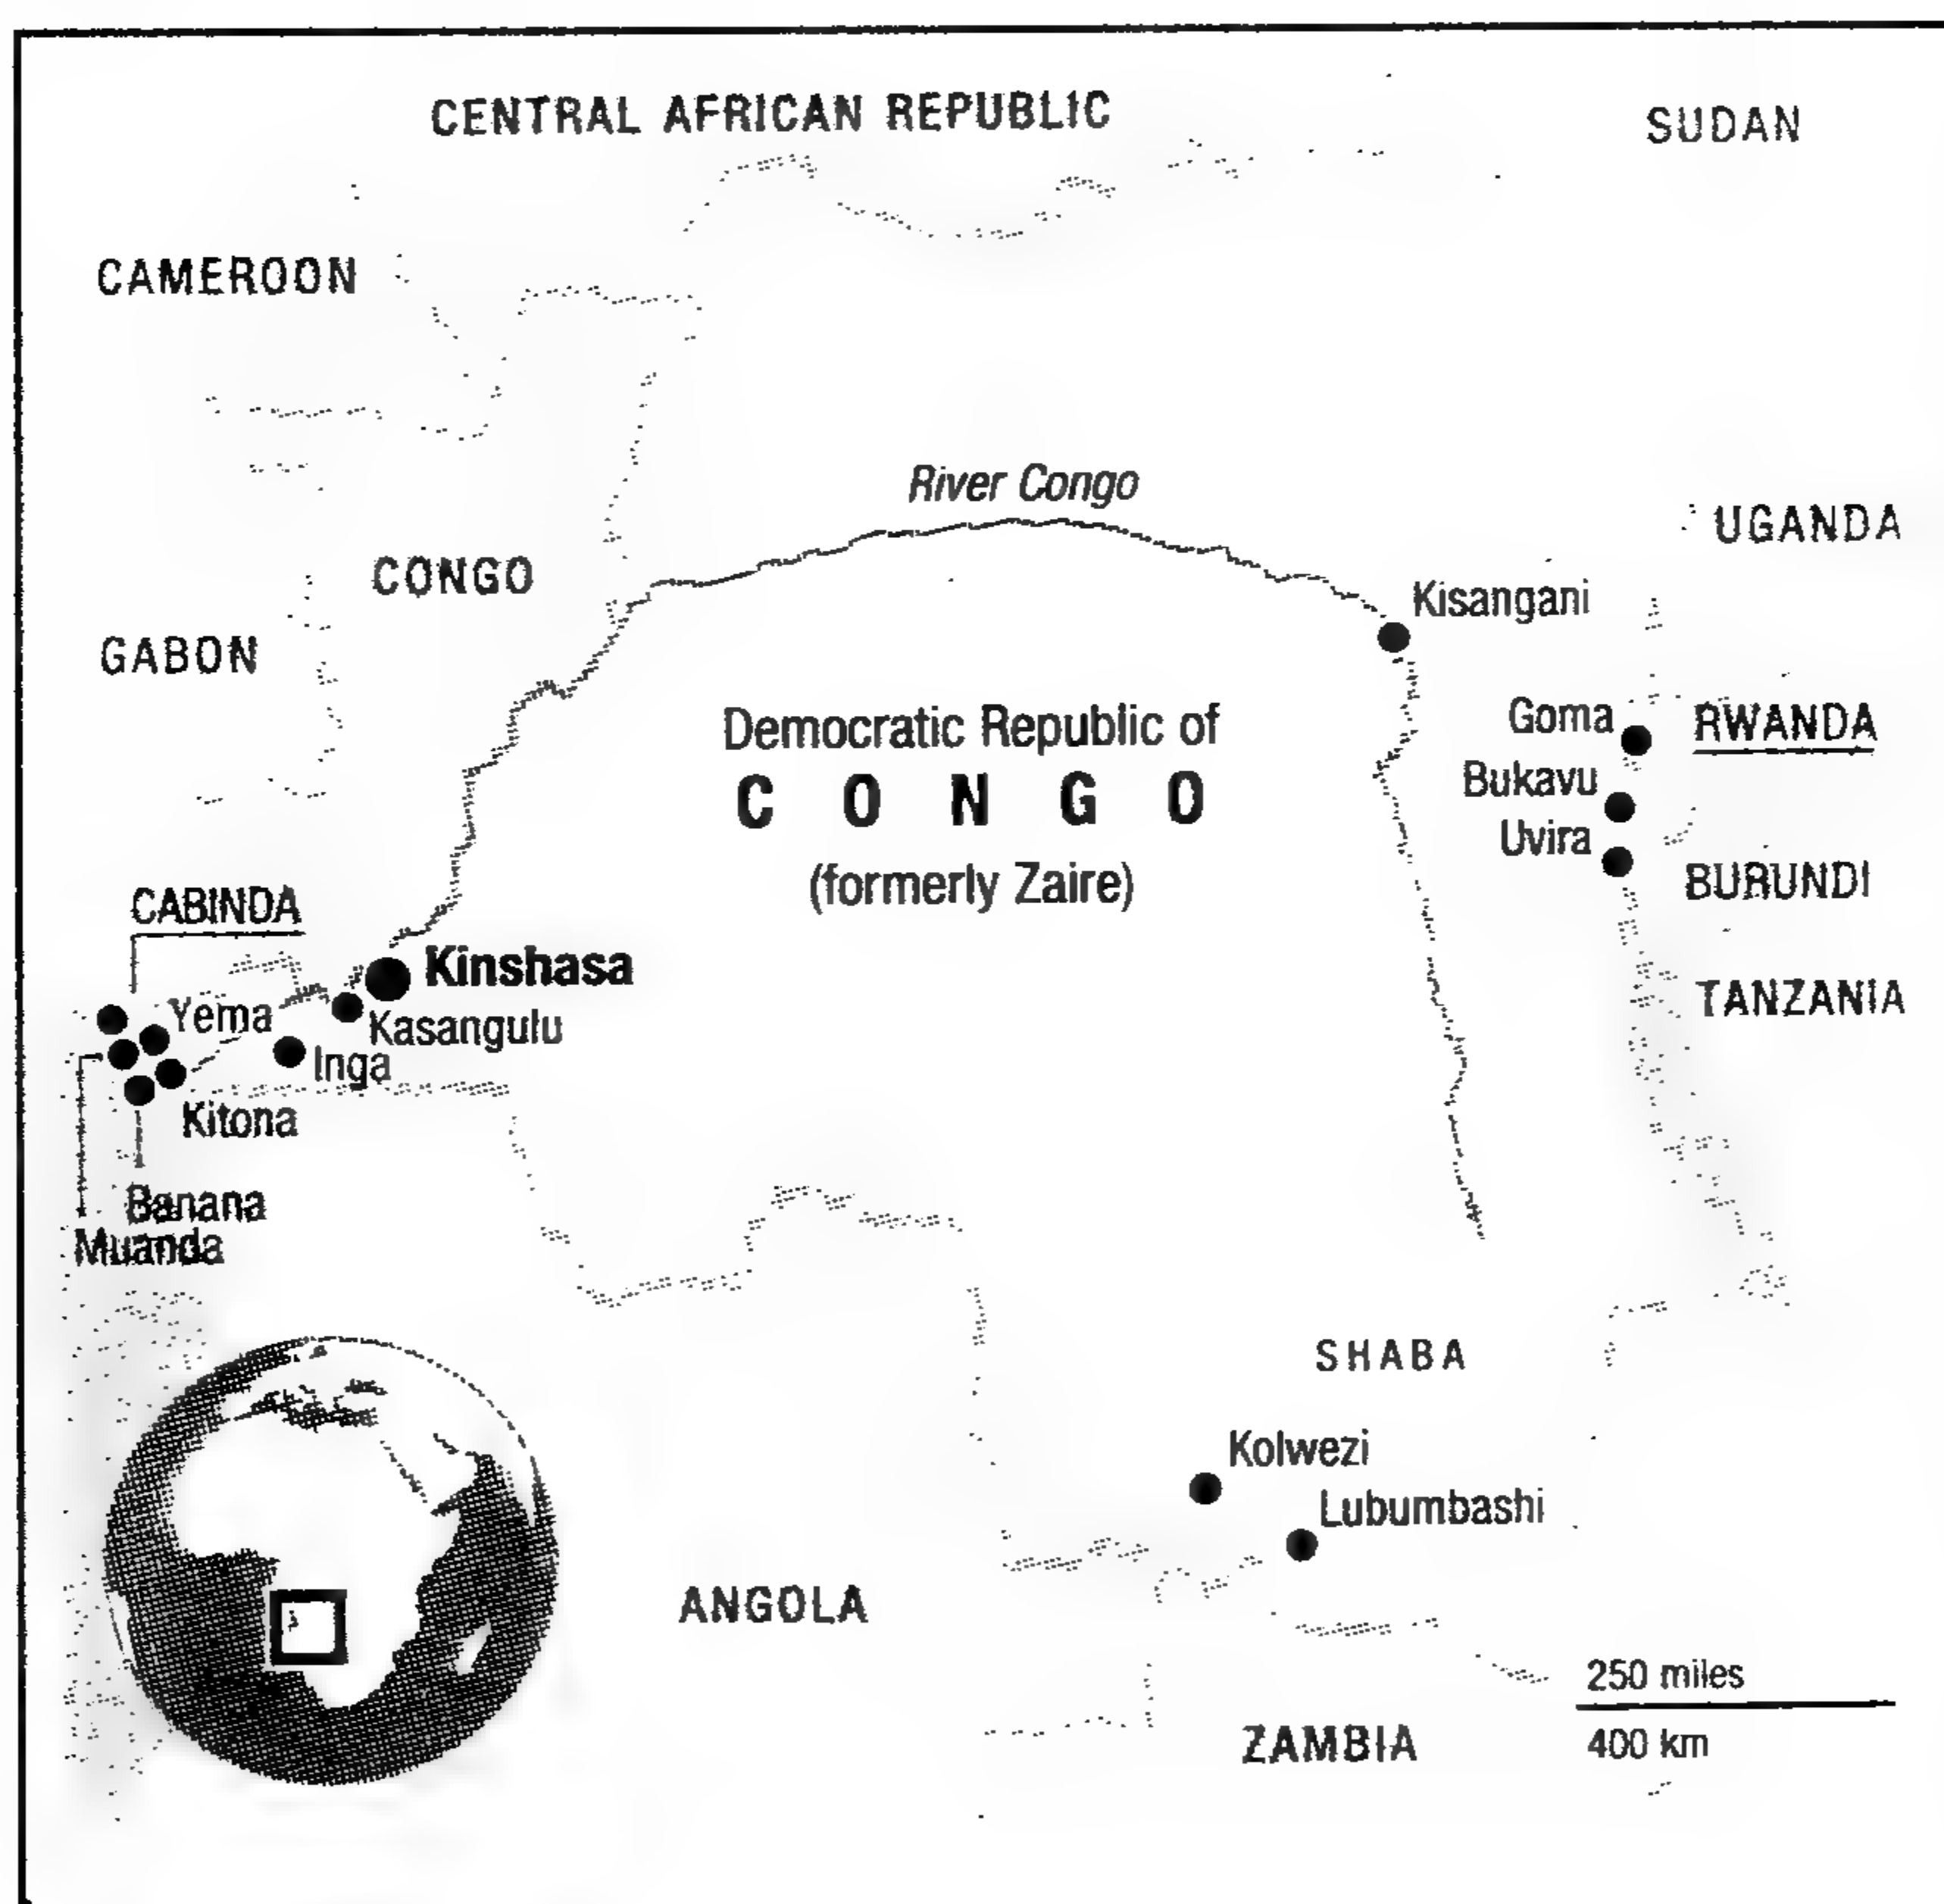 CENTRAL AFRICAN REPUBLIC
SUDAN
CAMEROON
River Congo
UGANDA
CONGO
Kisangani
GABON
Goma
RWANDA
Democratic Republic of
CONGO
(formerly Zaire)
Bukavu
Uvira
BURUNDI
CABINDA
Kinshasa
TANZANIA
Yema
Kasangulu
Inga
Kitona
Banana
Muanda
SHABA
Kolwezi
Lubumbashi
ANGOLA
250 miles
400 km
ZAMBIA